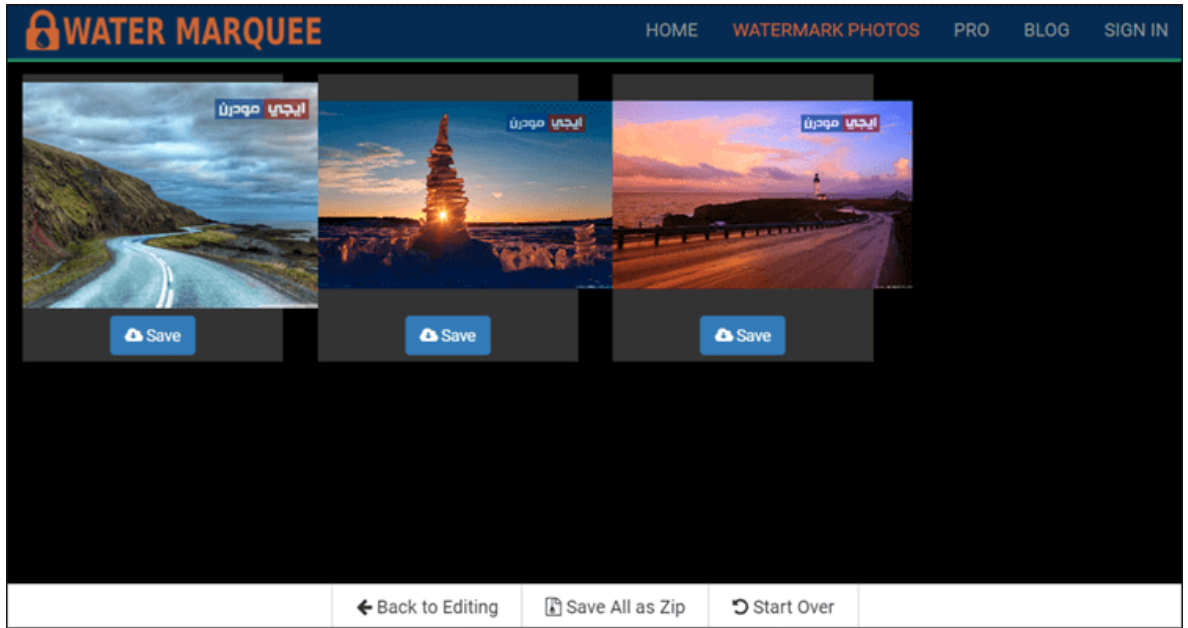 WATER MARQUEE
HOME WATERMARK PHOTOS PRO BLOG SIGN IN
ايجي مودرن
ايجي مودرن
ايجي مودرن
Save
Save
Save
Back to Editing
Save All as Zip
Start Over